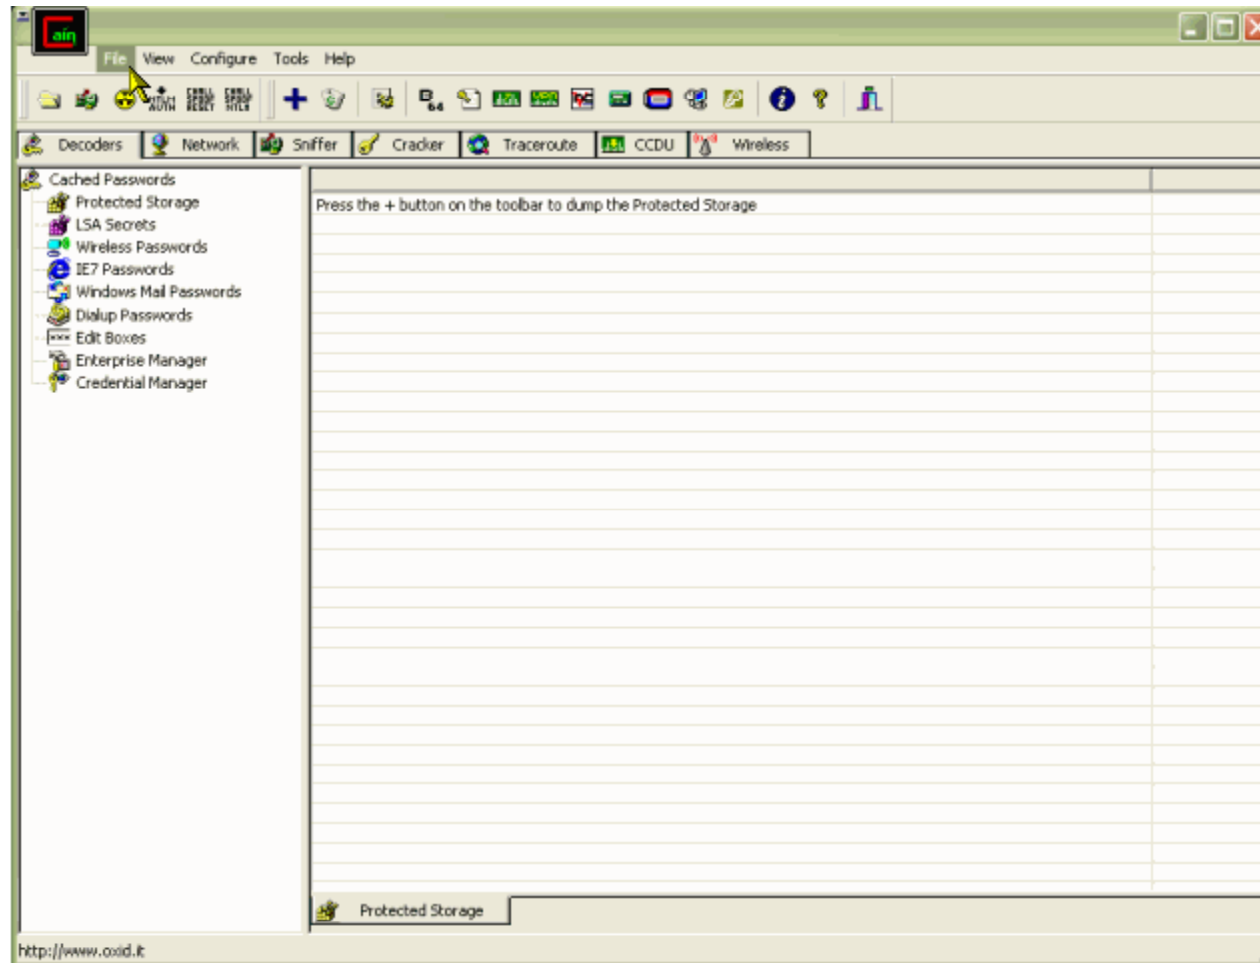 Cain
File View Configure Tools Help
Decoders Network Sniffer Cracker Traceroute CCDU Wireless
Cached Passwords
Protected Storage
LSA Secrets
Wireless Passwords
IE7 Passwords
Windows Mail Passwords
Dialup Passwords
Edit Boxes
Enterprise Manager
Credential Manager
Press the + button on the toolbar to dump the Protected Storage
Protected Storage
http://www.oxid.it